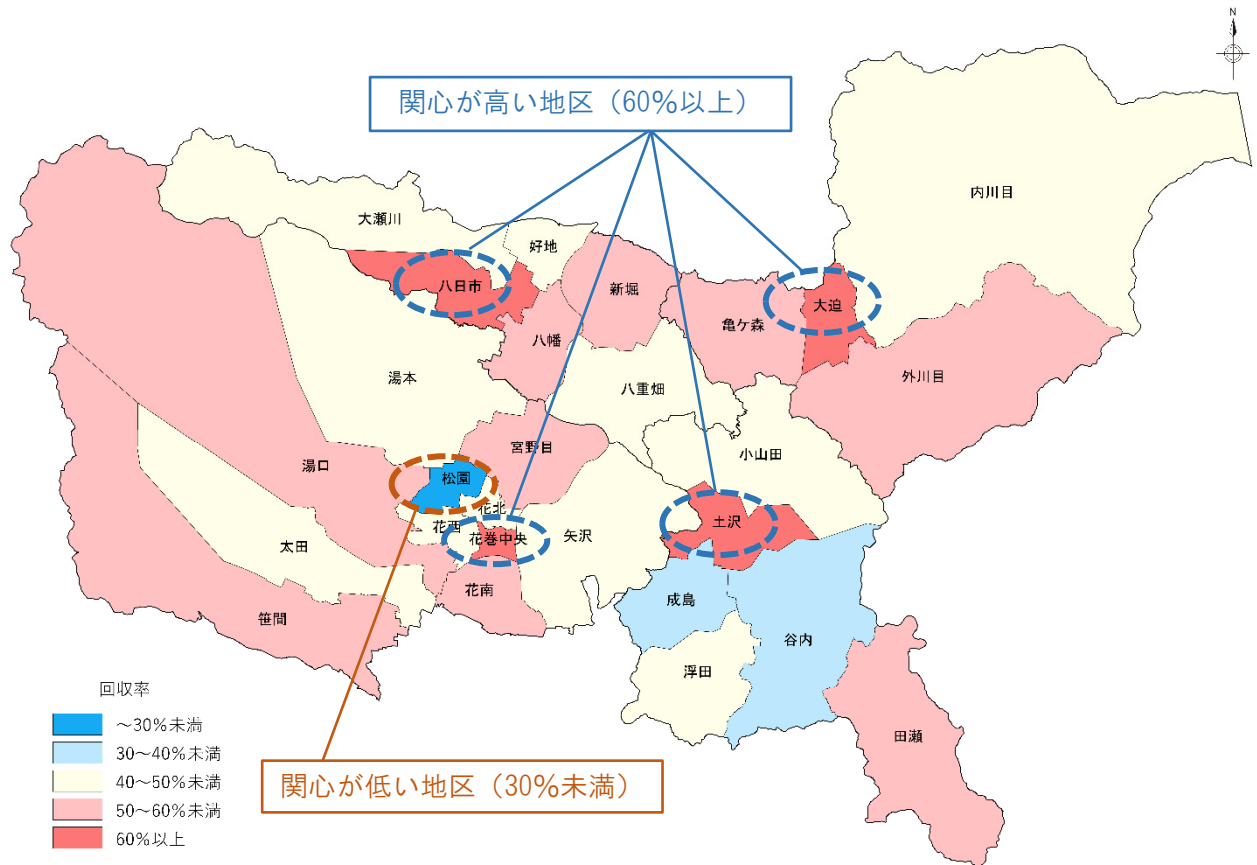 N
関心が高い地区（60%以上）
内川目
大瀬川
好地
八日市
新堀
大迫
亀ケ森
八幡
外川目
湯本
八重畑
宮野目
小山田
湯口
松園
花北
土沢
花西
花巻中央
矢沢
太田
花南
成島
笹間
谷内
浮田
田瀬
回収率
～30%未満
30～40%未満
40～50%未満
50～60%未満
60%以上
関心が低い地区（30%未満）